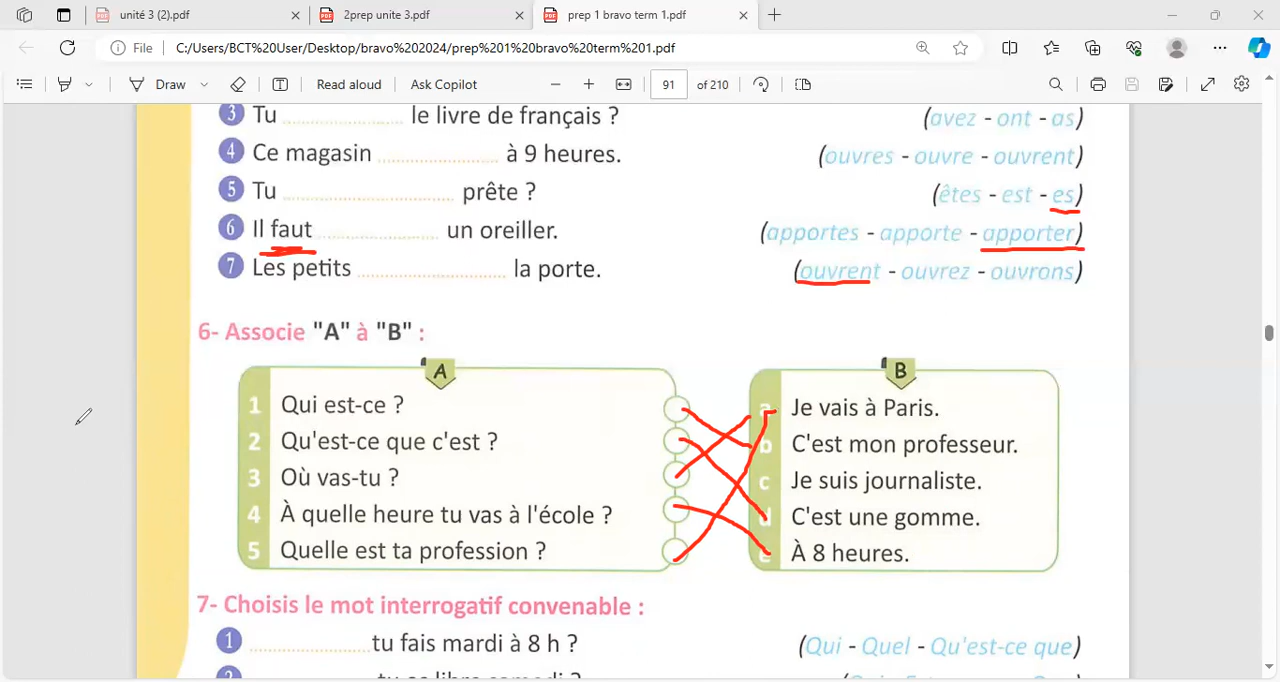 unité 3 (2).pdf
2prep unite 3.pdf
prep 1 bravo term 1.pdf
File
C:/Users/BCT%20User/Desktop/bravo%202024/prep%201%20bravo%20term%201.pdf
Draw
Read aloud
Ask Copilot
91 of 210
3 Tu .................... le livre de français ? (avez - ont - as)
4 Ce magasin .................... à 9 heures. (ouvres - ouvre - ouvrent)
5 Tu .................... prête ? (êtes - est - es)
6 Il faut .................... un oreiller. (apportes - apporte - apporter)
7 Les petits .................... la porte. (ouvrent - ouvrez - ouvrons)
6- Associe "A" à "B" :
A
1 Qui est-ce ?
2 Qu'est-ce que c'est ?
3 Où vas-tu ?
4 À quelle heure tu vas à l'école ?
5 Quelle est ta profession ?
B
a Je vais à Paris.
b C'est mon professeur.
c Je suis journaliste.
d C'est une gomme.
e À 8 heures.
7- Choisis le mot interrogatif convenable :
1 .................... tu fais mardi à 8 h ? (Qui - Quel - Qu'est-ce que)